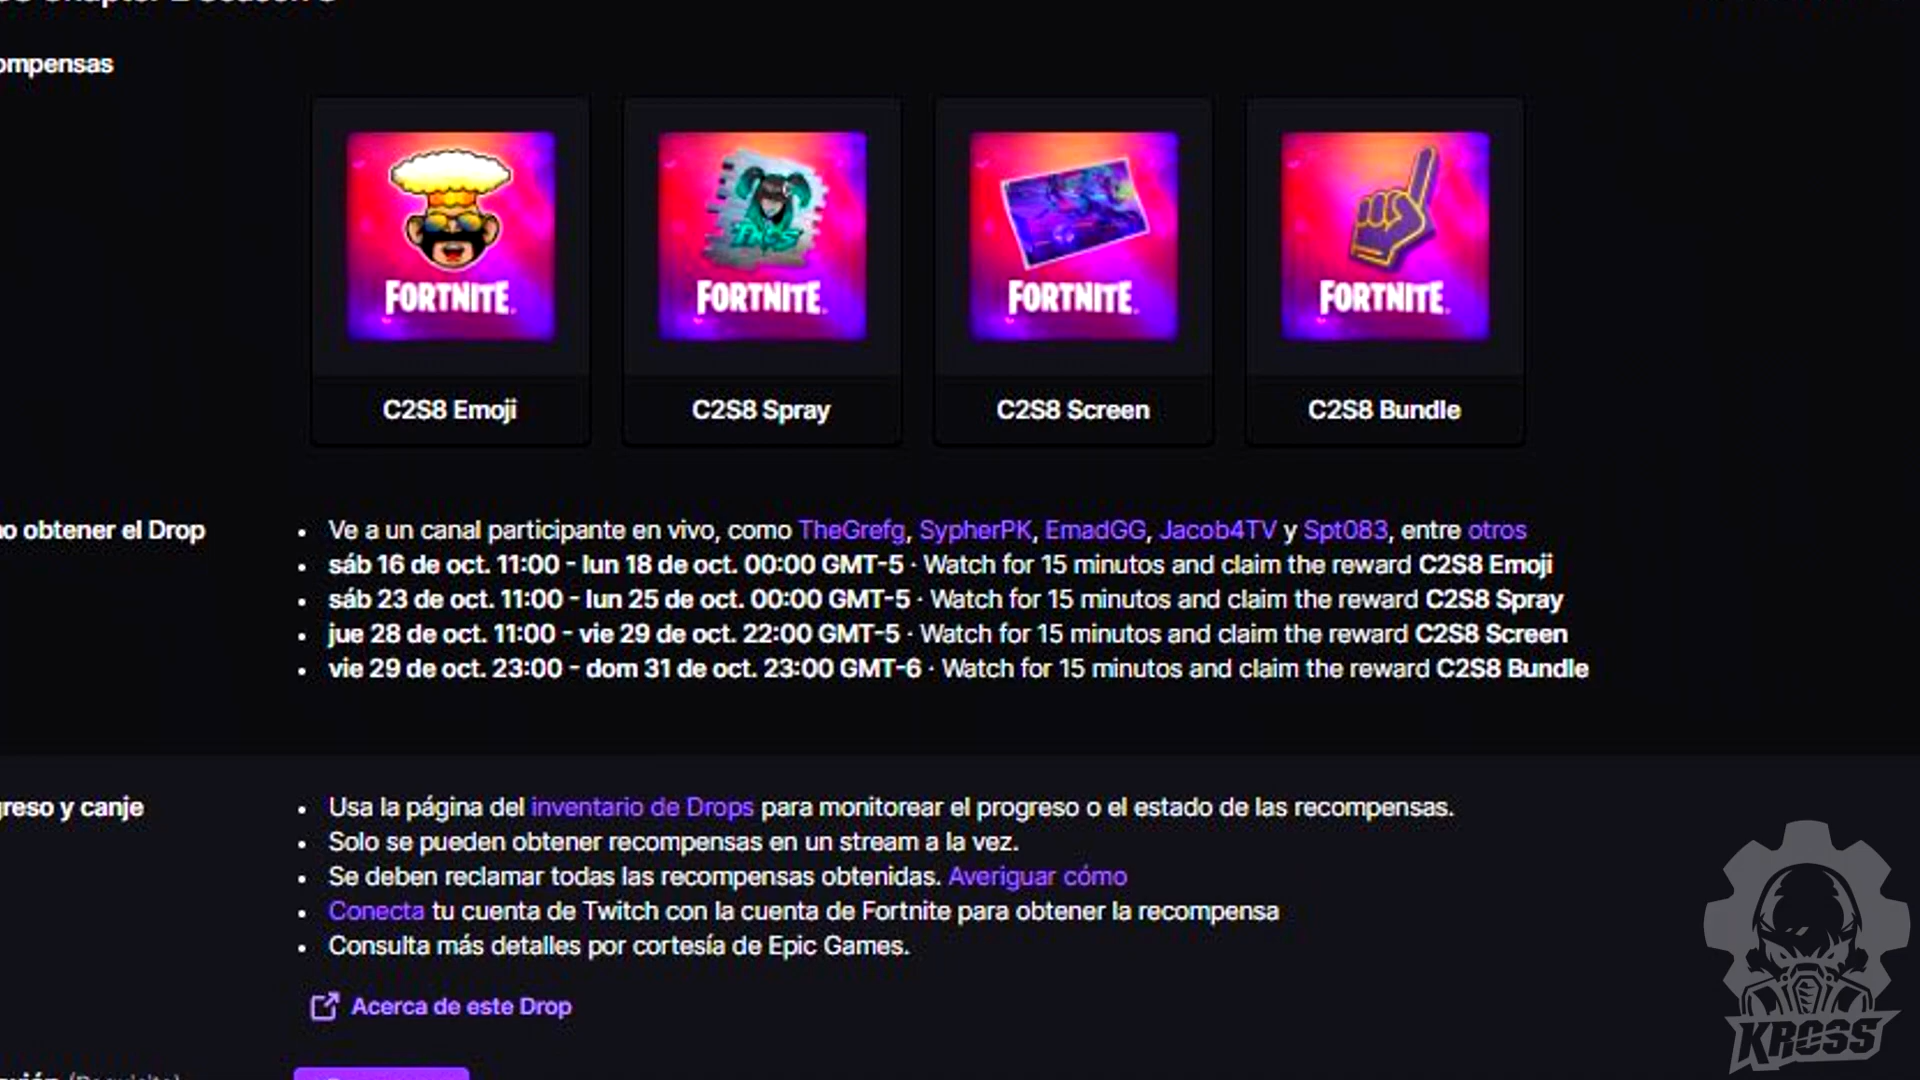 ompensas
FORTNITE
FORTNITE
FORTNITE
FORTNITE
C2S8 Emoji
C2S8 Spray
C2S8 Screen
C2S8 Bundle
o obtener el Drop
• Ve a un canal participante en vivo, como TheGrefg, SypherPK, EmadGG, Jacob4TV y Spt083, entre otros
• sáb 16 de oct. 11:00 - lun 18 de oct. 00:00 GMT-5 · Watch for 15 minutos and claim the reward C2S8 Emoji
• sáb 23 de oct. 11:00 - lun 25 de oct. 00:00 GMT-5 · Watch for 15 minutos and claim the reward C2S8 Spray
• jue 28 de oct. 11:00 - vie 29 de oct. 22:00 GMT-5 · Watch for 15 minutos and claim the reward C2S8 Screen
• vie 29 de oct. 23:00 - dom 31 de oct. 23:00 GMT-6 · Watch for 15 minutos and claim the reward C2S8 Bundle
greso y canje
• Usa la página del inventario de Drops para monitorear el progreso o el estado de las recompensas.
• Solo se pueden obtener recompensas en un stream a la vez.
• Se deben reclamar todas las recompensas obtenidas. Averiguar cómo
• Conecta tu cuenta de Twitch con la cuenta de Fortnite para obtener la recompensa
• Consulta más detalles por cortesía de Epic Games.
Acerca de este Drop
KROSS